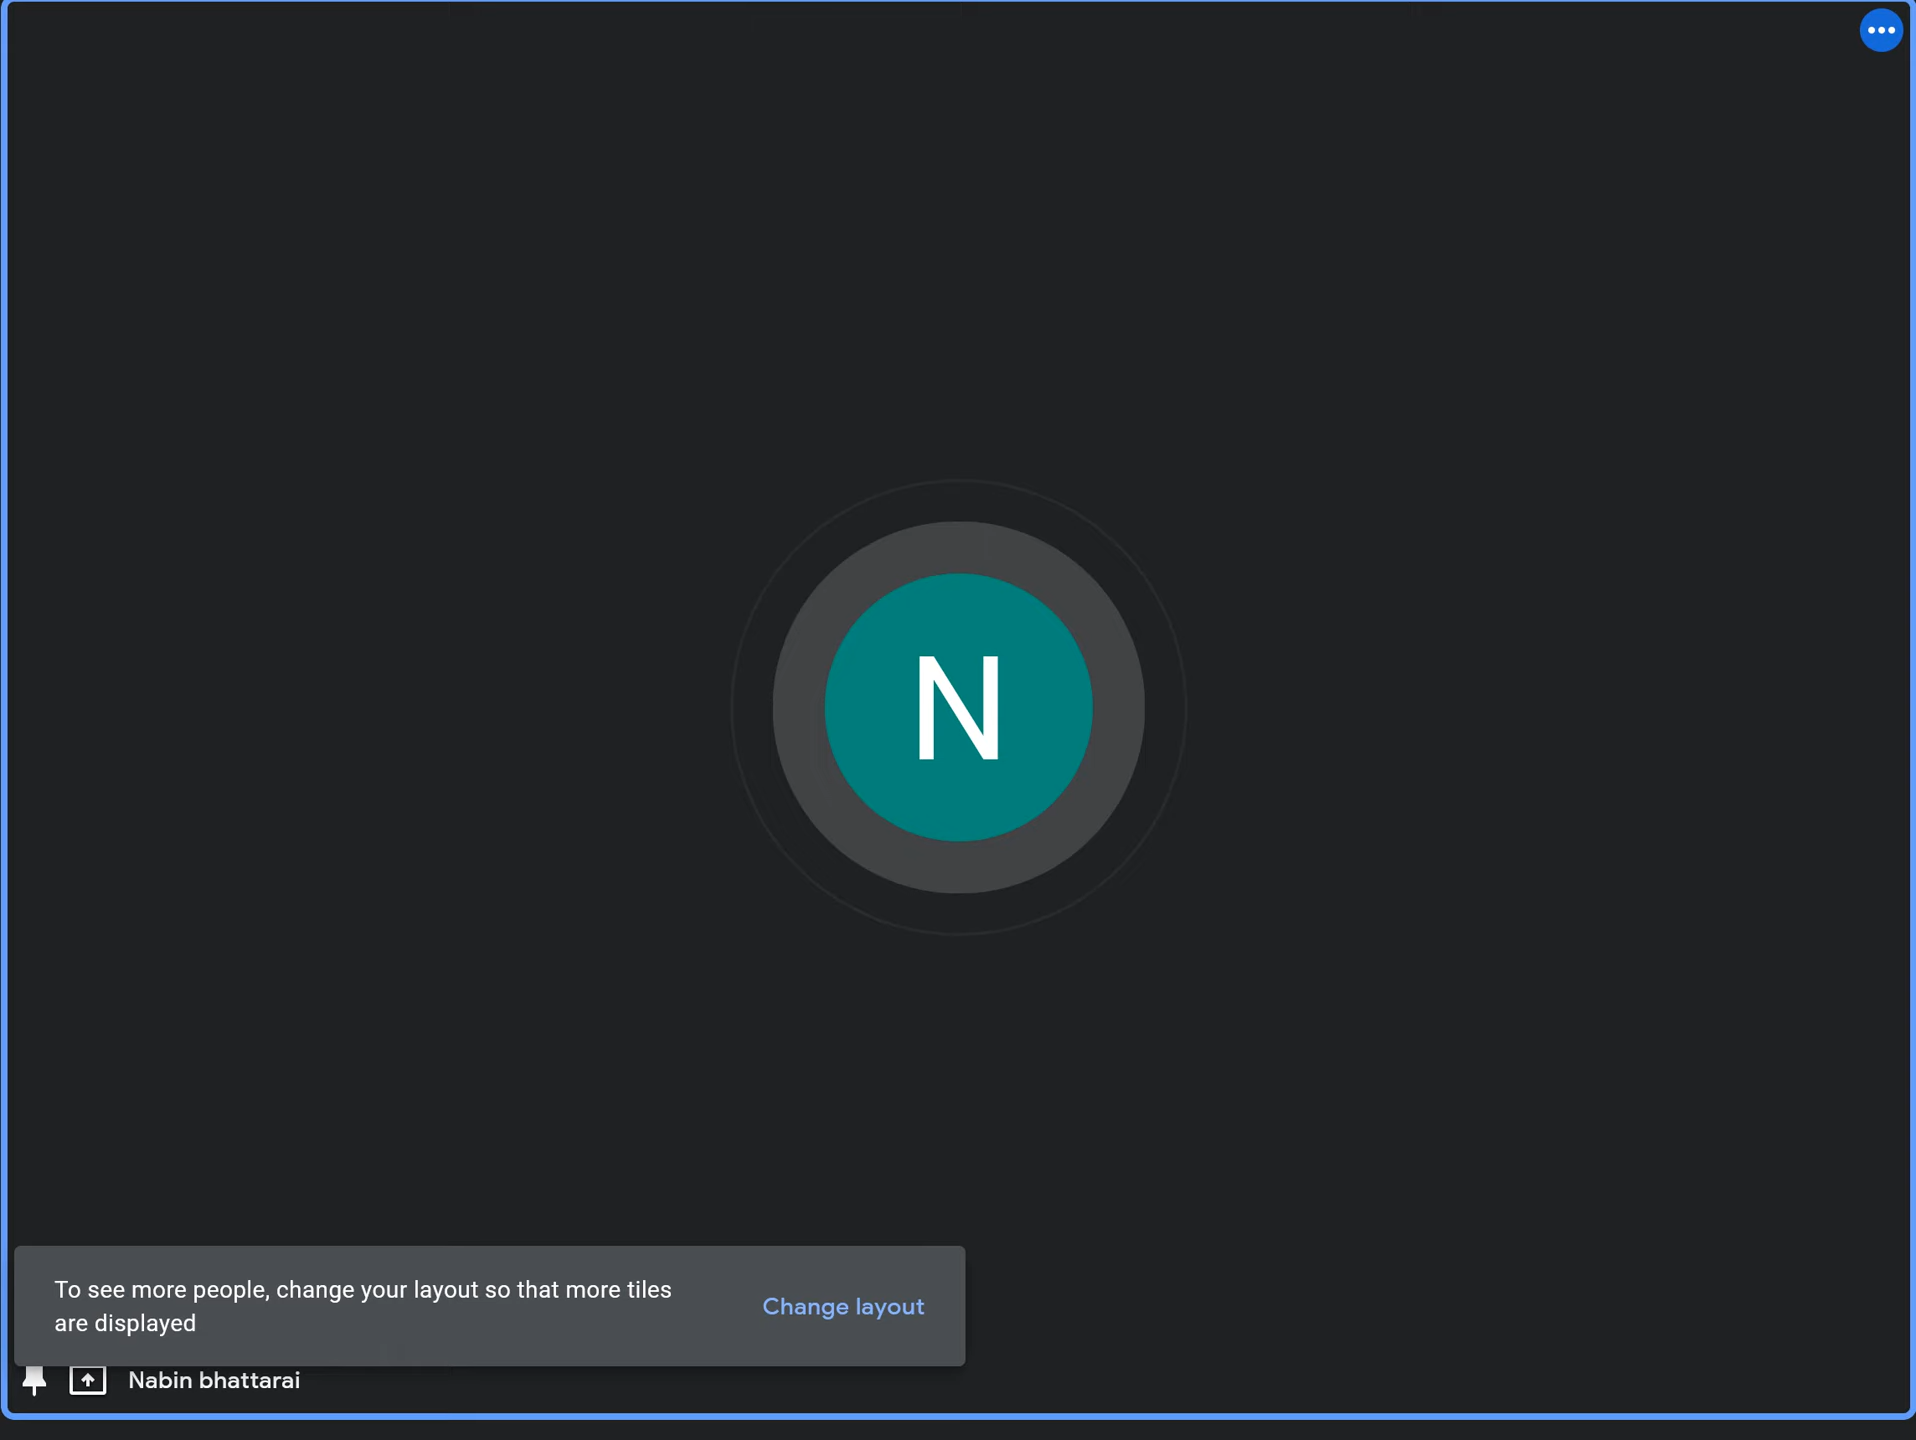 N
To see more people, change your layout so that more tiles
are displayed
Change layout
Nabin bhattarai